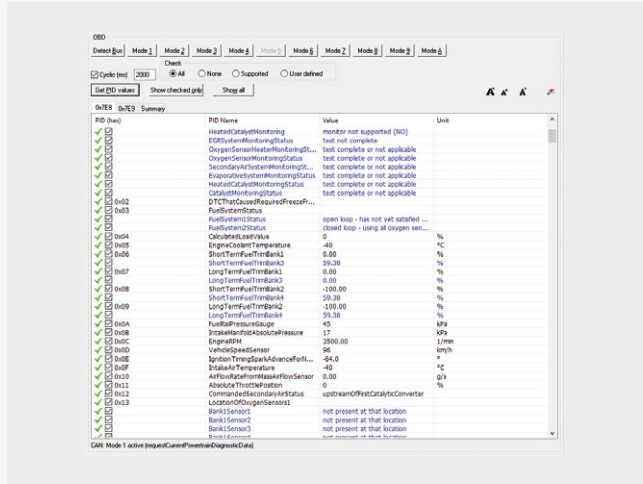 OBD
Detect Bus Mode 1 Mode 2 Mode 3 Mode 4 Mode 5 Mode 6 Mode 7 Mode 8 Mode 9 Mode A
Check
Cyclic (ms) 2000 All None Supported User defined
Get PID values Show checked only Show all A A A
0x7E8 0x7E9 Summary
PID (hex) PID Name Value Unit
HeatedCatalystMonitoring monitor not supported (NO)
EGRSystemMonitoringStatus test not complete
OxygenSensorHeaterMonitoringSt... test complete or not applicable
OxygenSensorMonitoringStatus test complete or not applicable
SecondaryAirSystemMonitoringSt... test complete or not applicable
EvaporativeSystemMonitoringStatus test complete or not applicable
HeatedCatalystMonitoringStatus test complete or not applicable
CatalystMonitoringStatus test complete or not applicable
0x02 DTCThatCausedRequiredFreezeFr...
0x03 FuelSystemStatus
FuelSystem1Status open loop - has not yet satisfied ...
FuelSystem2Status closed loop - using all oxygen sen...
0x04 CalculatedLoadValue 0 %
0x05 EngineCoolantTemperature -40 °C
0x06 ShortTermFuelTrimBank1 0.00 %
ShortTermFuelTrimBank3 59.38 %
0x07 LongTermFuelTrimBank1 0.00 %
LongTermFuelTrimBank3 0.00 %
0x08 ShortTermFuelTrimBank2 -100.00 %
ShortTermFuelTrimBank4 59.38 %
0x09 LongTermFuelTrimBank2 -100.00 %
LongTermFuelTrimBank4 59.38 %
0x0A FuelRailPressureGauge 45 kPa
0x0B IntakeManifoldAbsolutePressure 17 kPa
0x0C EngineRPM 3500.00 1/min
0x0D VehicleSpeedSensor 96 km/h
0x0E IgnitionTimingSparkAdvanceForN... -64.0 °
0x0F IntakeAirTemperature -40 °C
0x10 AirFlowRateFromMassAirFlowSensor 0.00 g/s
0x11 AbsoluteThrottlePosition 0 %
0x12 CommandedSecondaryAirStatus upstreamOfFirstCatalyticConverter
0x13 LocationOfOxygenSensors1
Bank1Sensor1 not present at that location
Bank1Sensor2 not present at that location
Bank1Sensor3 not present at that location
CAN: Mode 1 active (requestCurrentPowertrainDiagnosticData)